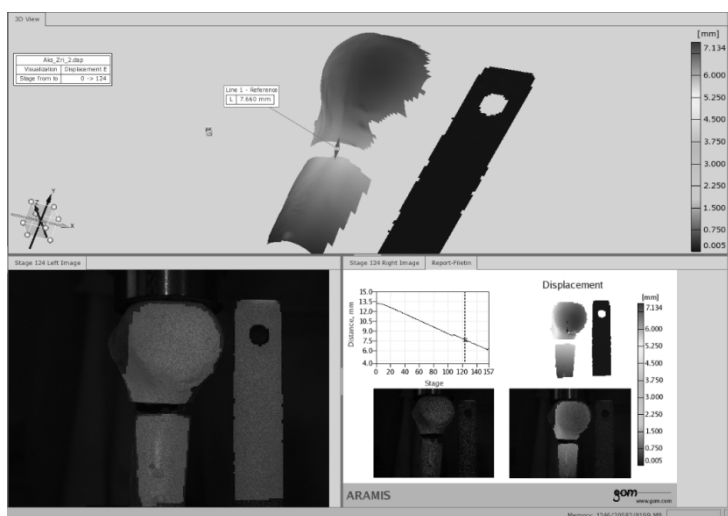 3D View
[mm]
7.134
6.000
5.250
4.500
3.750
3.000
2.250
1.500
0.750
0.005
Aks_Zri_2.dap
Visualization Displacement E
Stage from to 0 -> 124
Line 1 - Reference
L 7.660 mm
Y
Z
X
Stage 124 Left Image
Stage 124 Right Image
Report-Filetin
Displacement
Distance, mm
15.0
13.5
12.0
10.5
9.0
7.5
6.0
4.0
0 20 40 60 80 100 120 140 157
Stage
[mm]
7.134
6.000
5.250
4.500
3.750
3.000
2.250
1.500
0.750
0.005
ARAMIS
gom
www.gom.com